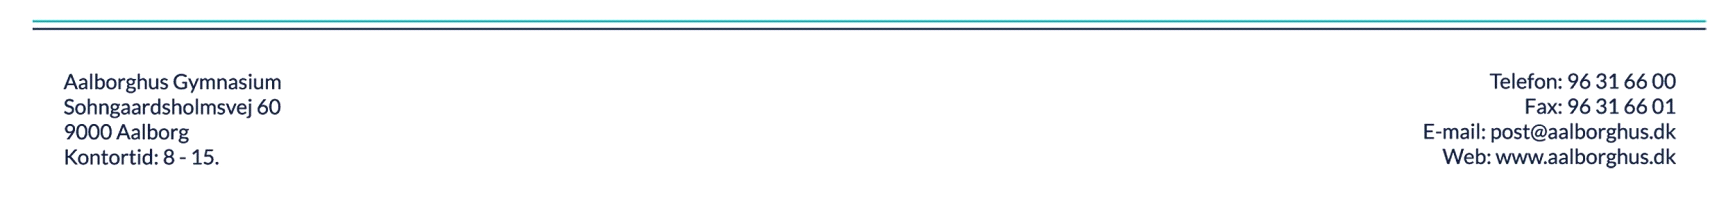 Aalborghus Gymnasium
Sohngaardsholmsvej 60
9000 Aalborg
Kontortid: 8 - 15.
Telefon: 96 31 66 00
Fax: 96 31 66 01
E-mail: post@aalborghus.dk
Web: www.aalborghus.dk